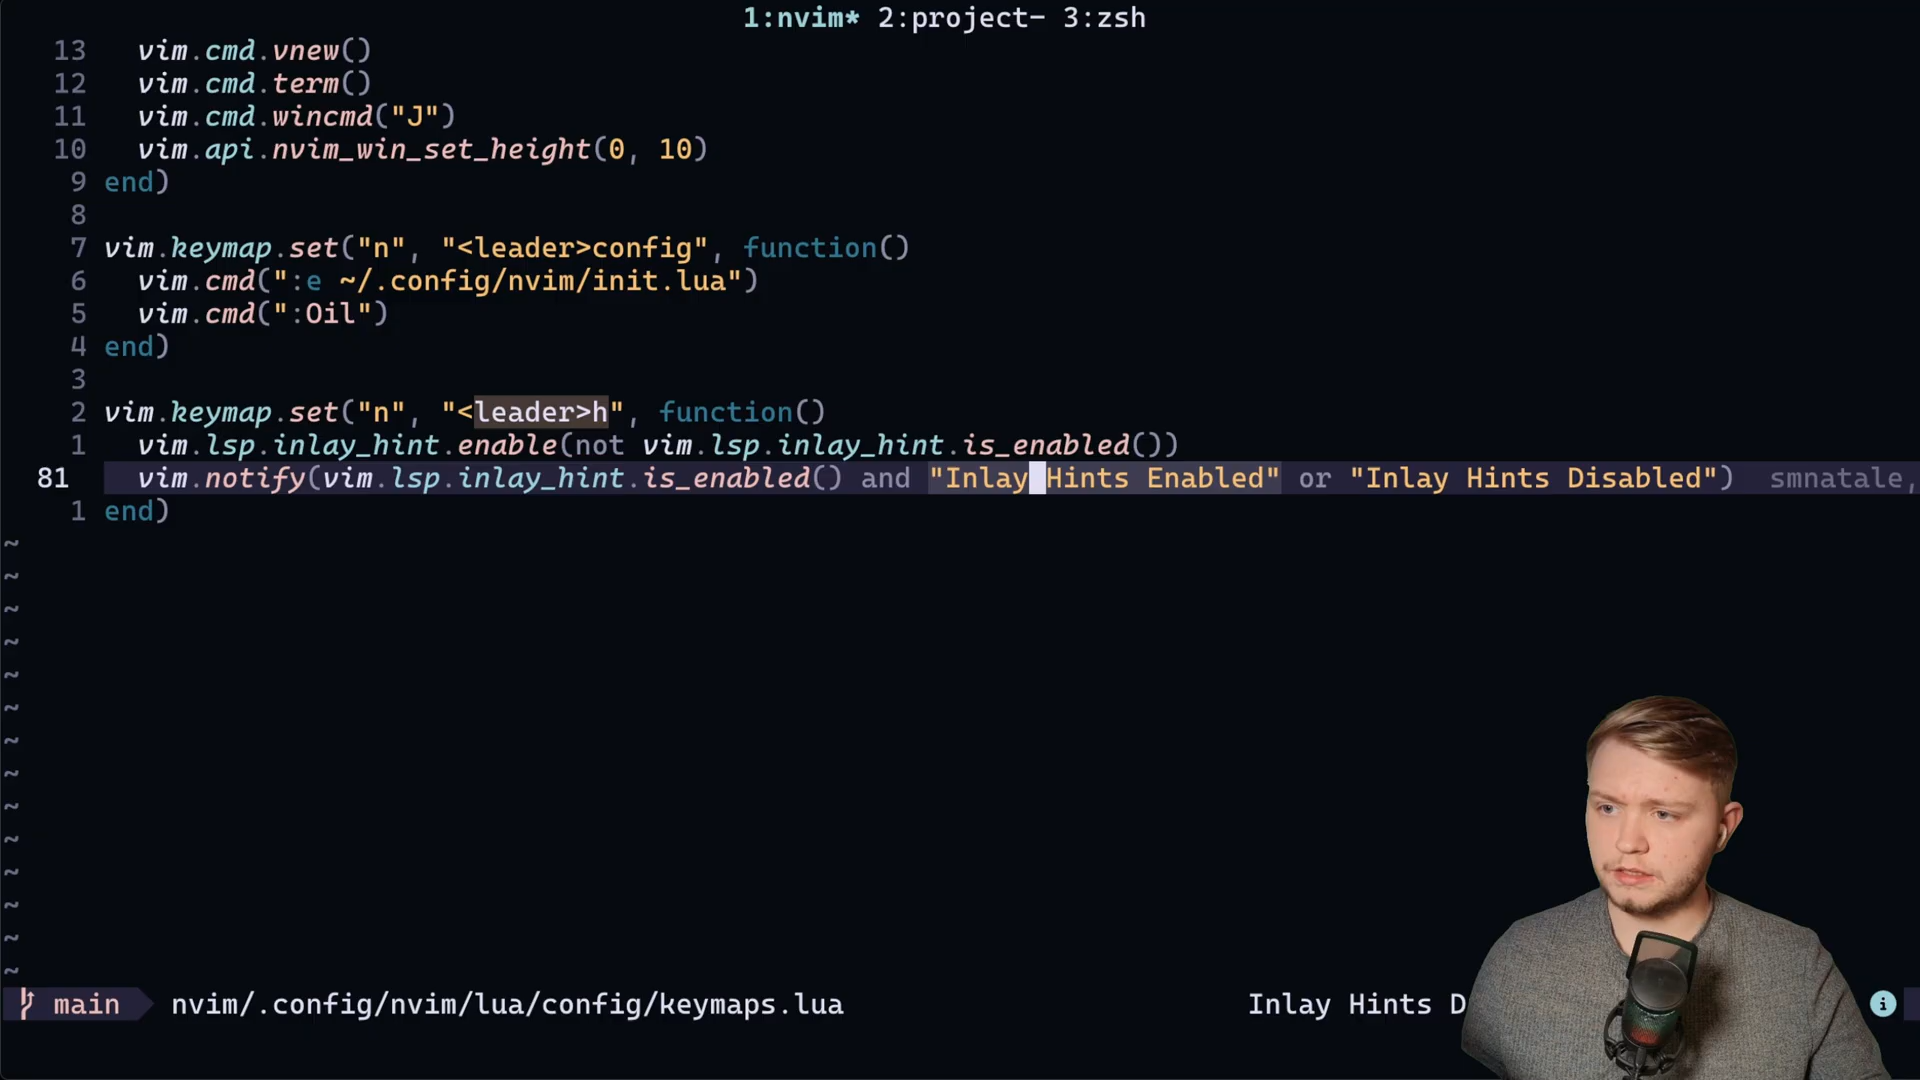 1:nvim* 2:project- 3:zsh
13 vim.cmd.vnew()
12 vim.cmd.term()
11 vim.cmd.wincmd("J")
10 vim.api.nvim_win_set_height(0, 10)
9 end)
8
7 vim.keymap.set("n", "<leader>config", function()
6 vim.cmd(":e ~/.config/nvim/init.lua")
5 vim.cmd(":Oil")
4 end)
3
2 vim.keymap.set("n", "<leader>h", function()
1 vim.lsp.inlay_hint.enable(not vim.lsp.inlay_hint.is_enabled())
81 vim.notify(vim.lsp.inlay_hint.is_enabled() and "Inlay Hints Enabled" or "Inlay Hints Disabled") smnatale,
1 end)
~
~
~
~
~
~
~
~
~
~
~
~
~
~
main nvim/.config/nvim/lua/config/keymaps.lua Inlay Hints D